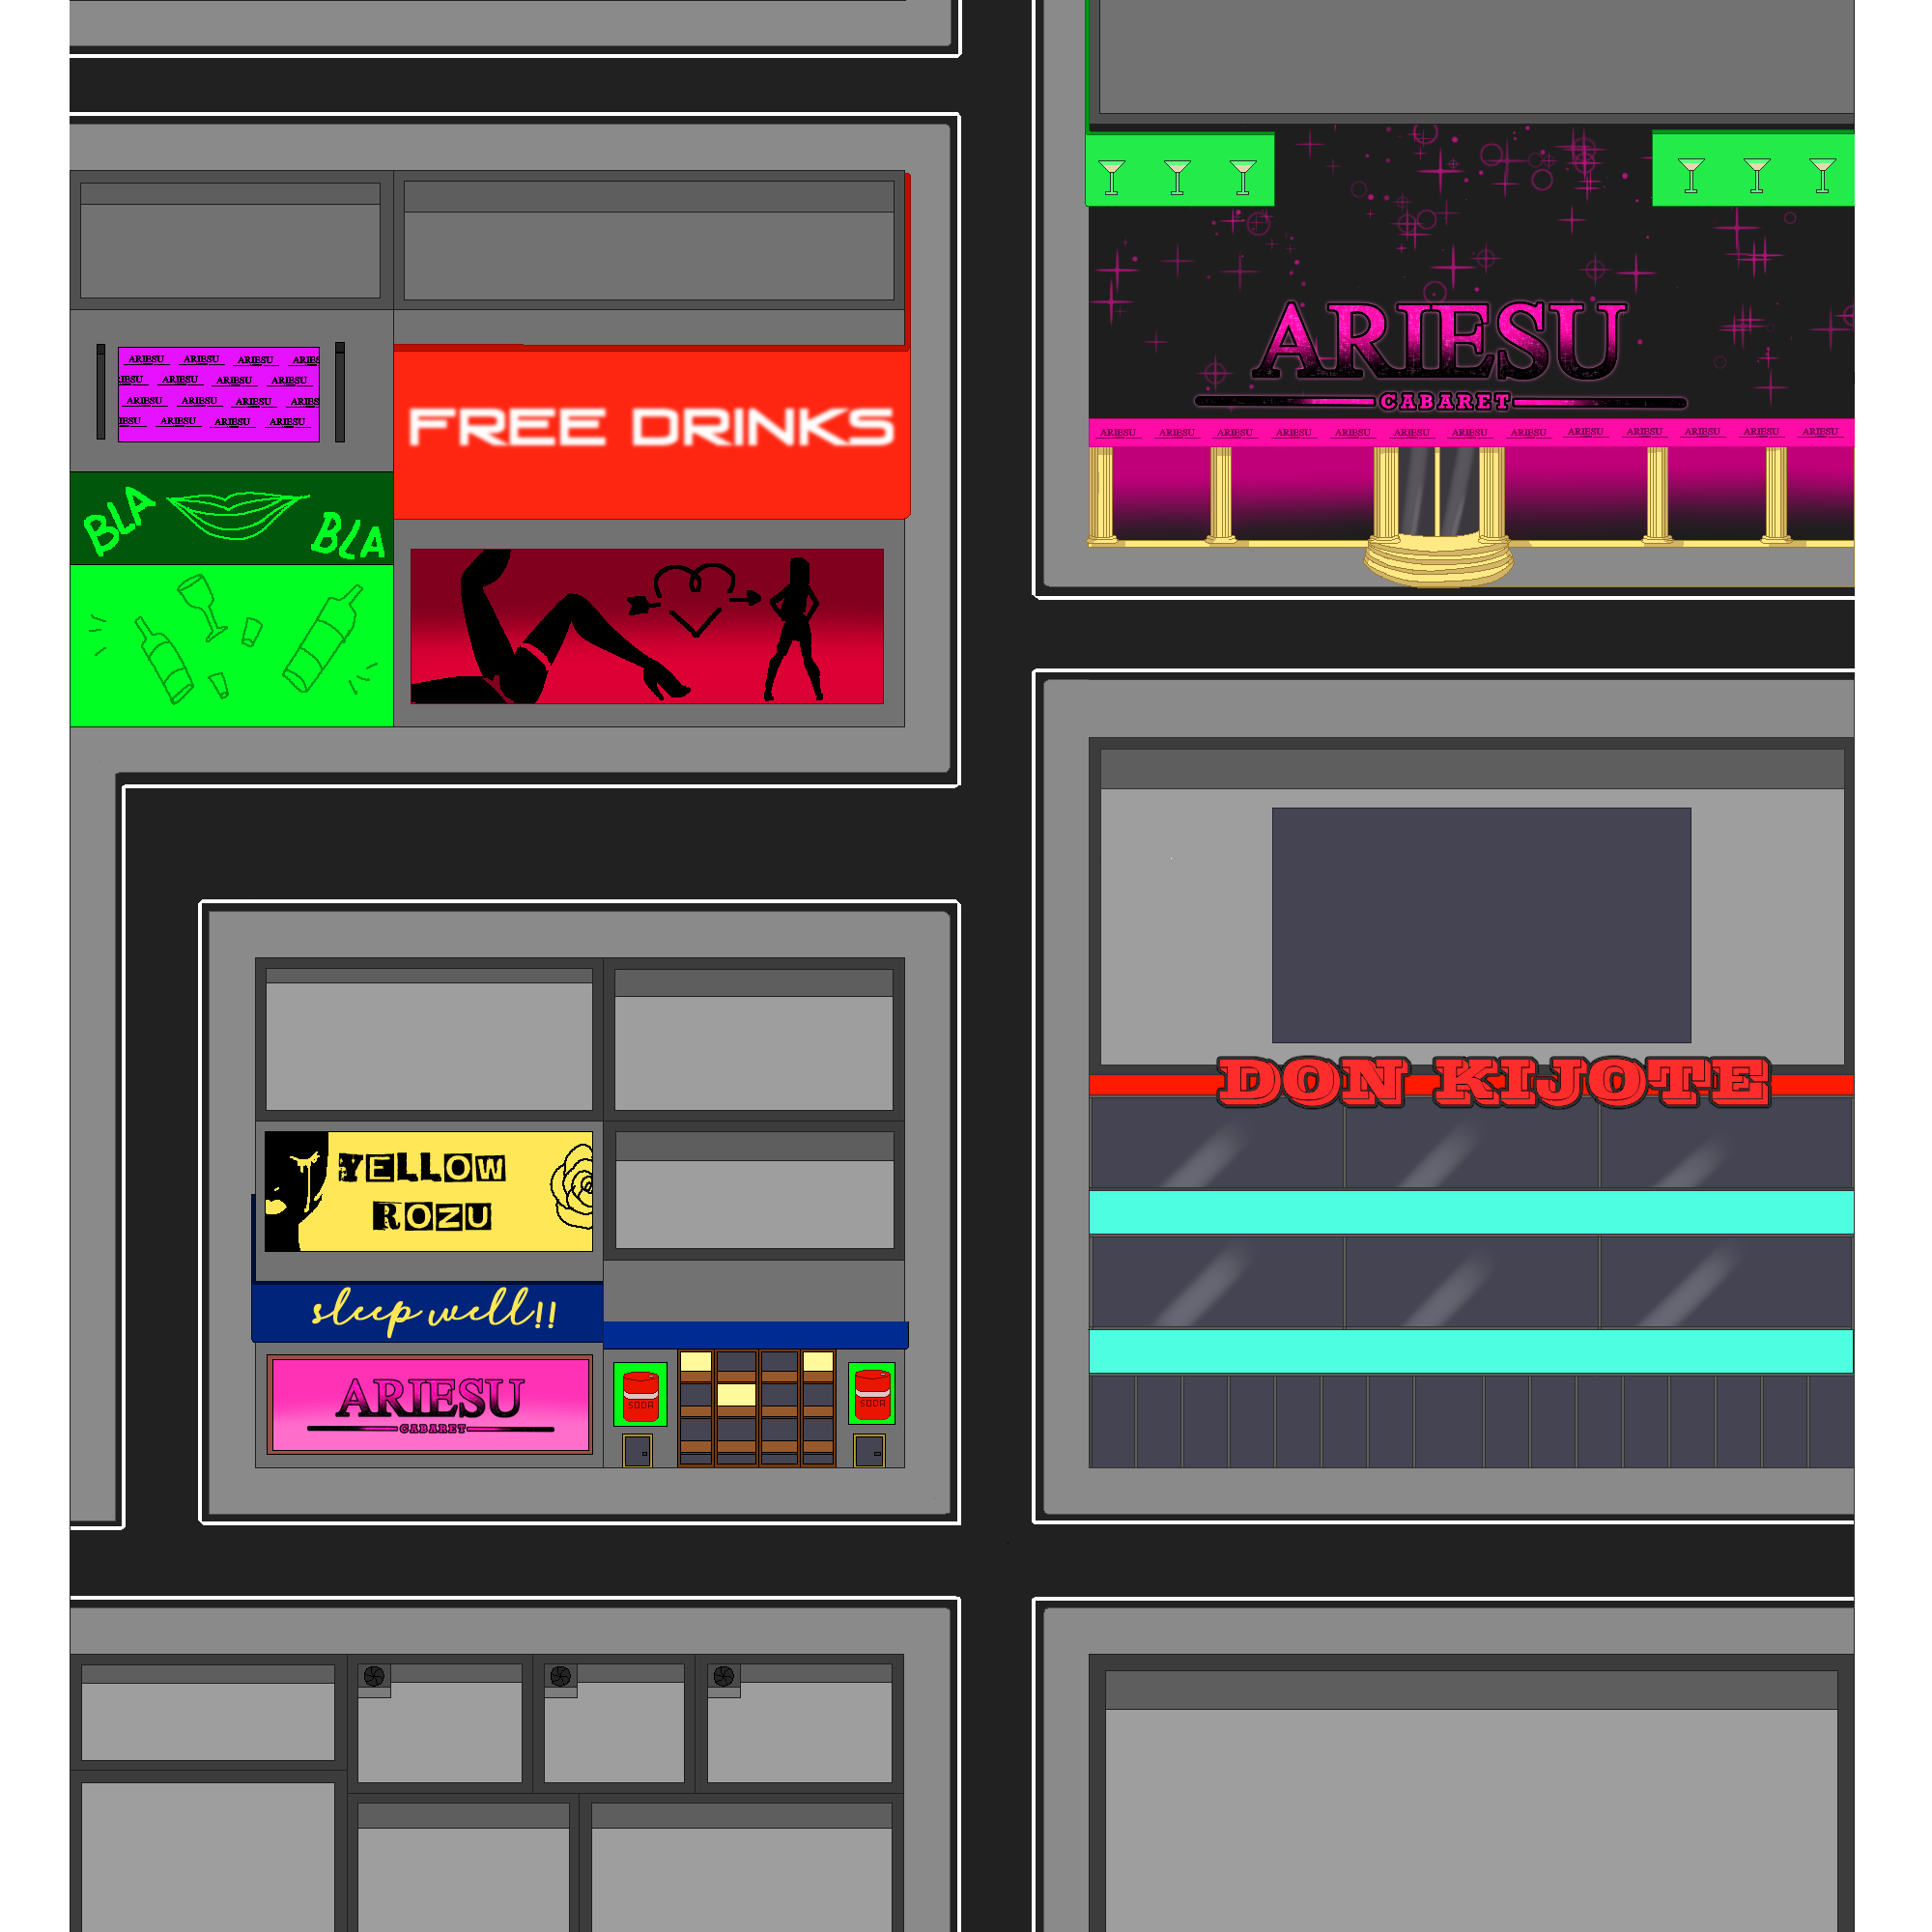 ARIESU ARIESU ARIESU ARIES
IESU ARIESU ARIESU ARIESU
ARIESU ARIESU ARIESU ARIES
IESU ARIESU ARIESU ARIESU
FREE DRINKS
BLA
BLA
ARIESU
CABARET
ARIESU ARIESU ARIESU ARIESU ARIESU ARIESU ARIESU ARIESU ARIESU ARIESU ARIESU ARIESU ARIESU
DON KIJOTE
YELLOW
ROZU
sleep well!!
ARIESU
CABARET
SODA
SODA